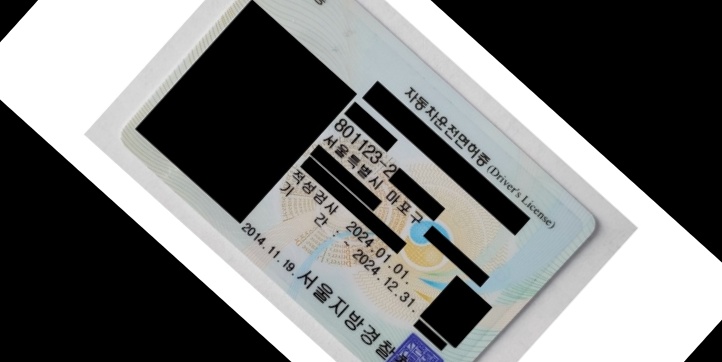 자동차운전면허증 (Driver's License)
801123-2
서울특별시 마포구
적성검사 2024.01.01.
기 간 : ~ 2024.12.31.
2014.11.19. 서울지방경찰